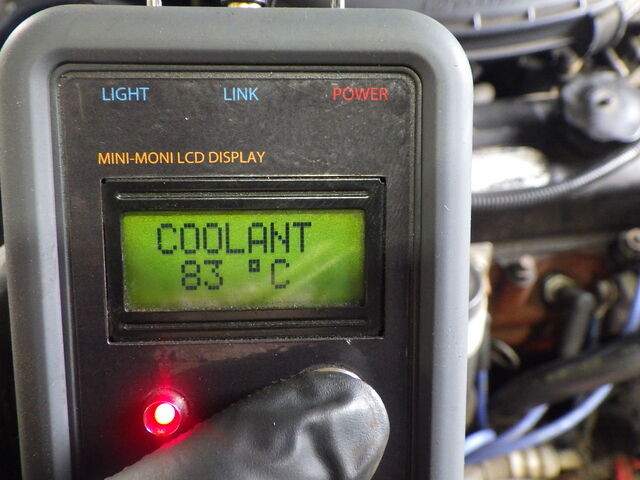 LIGHT LINK POWER
MINI-MONI LCD DISPLAY
COOLANT
83 °C